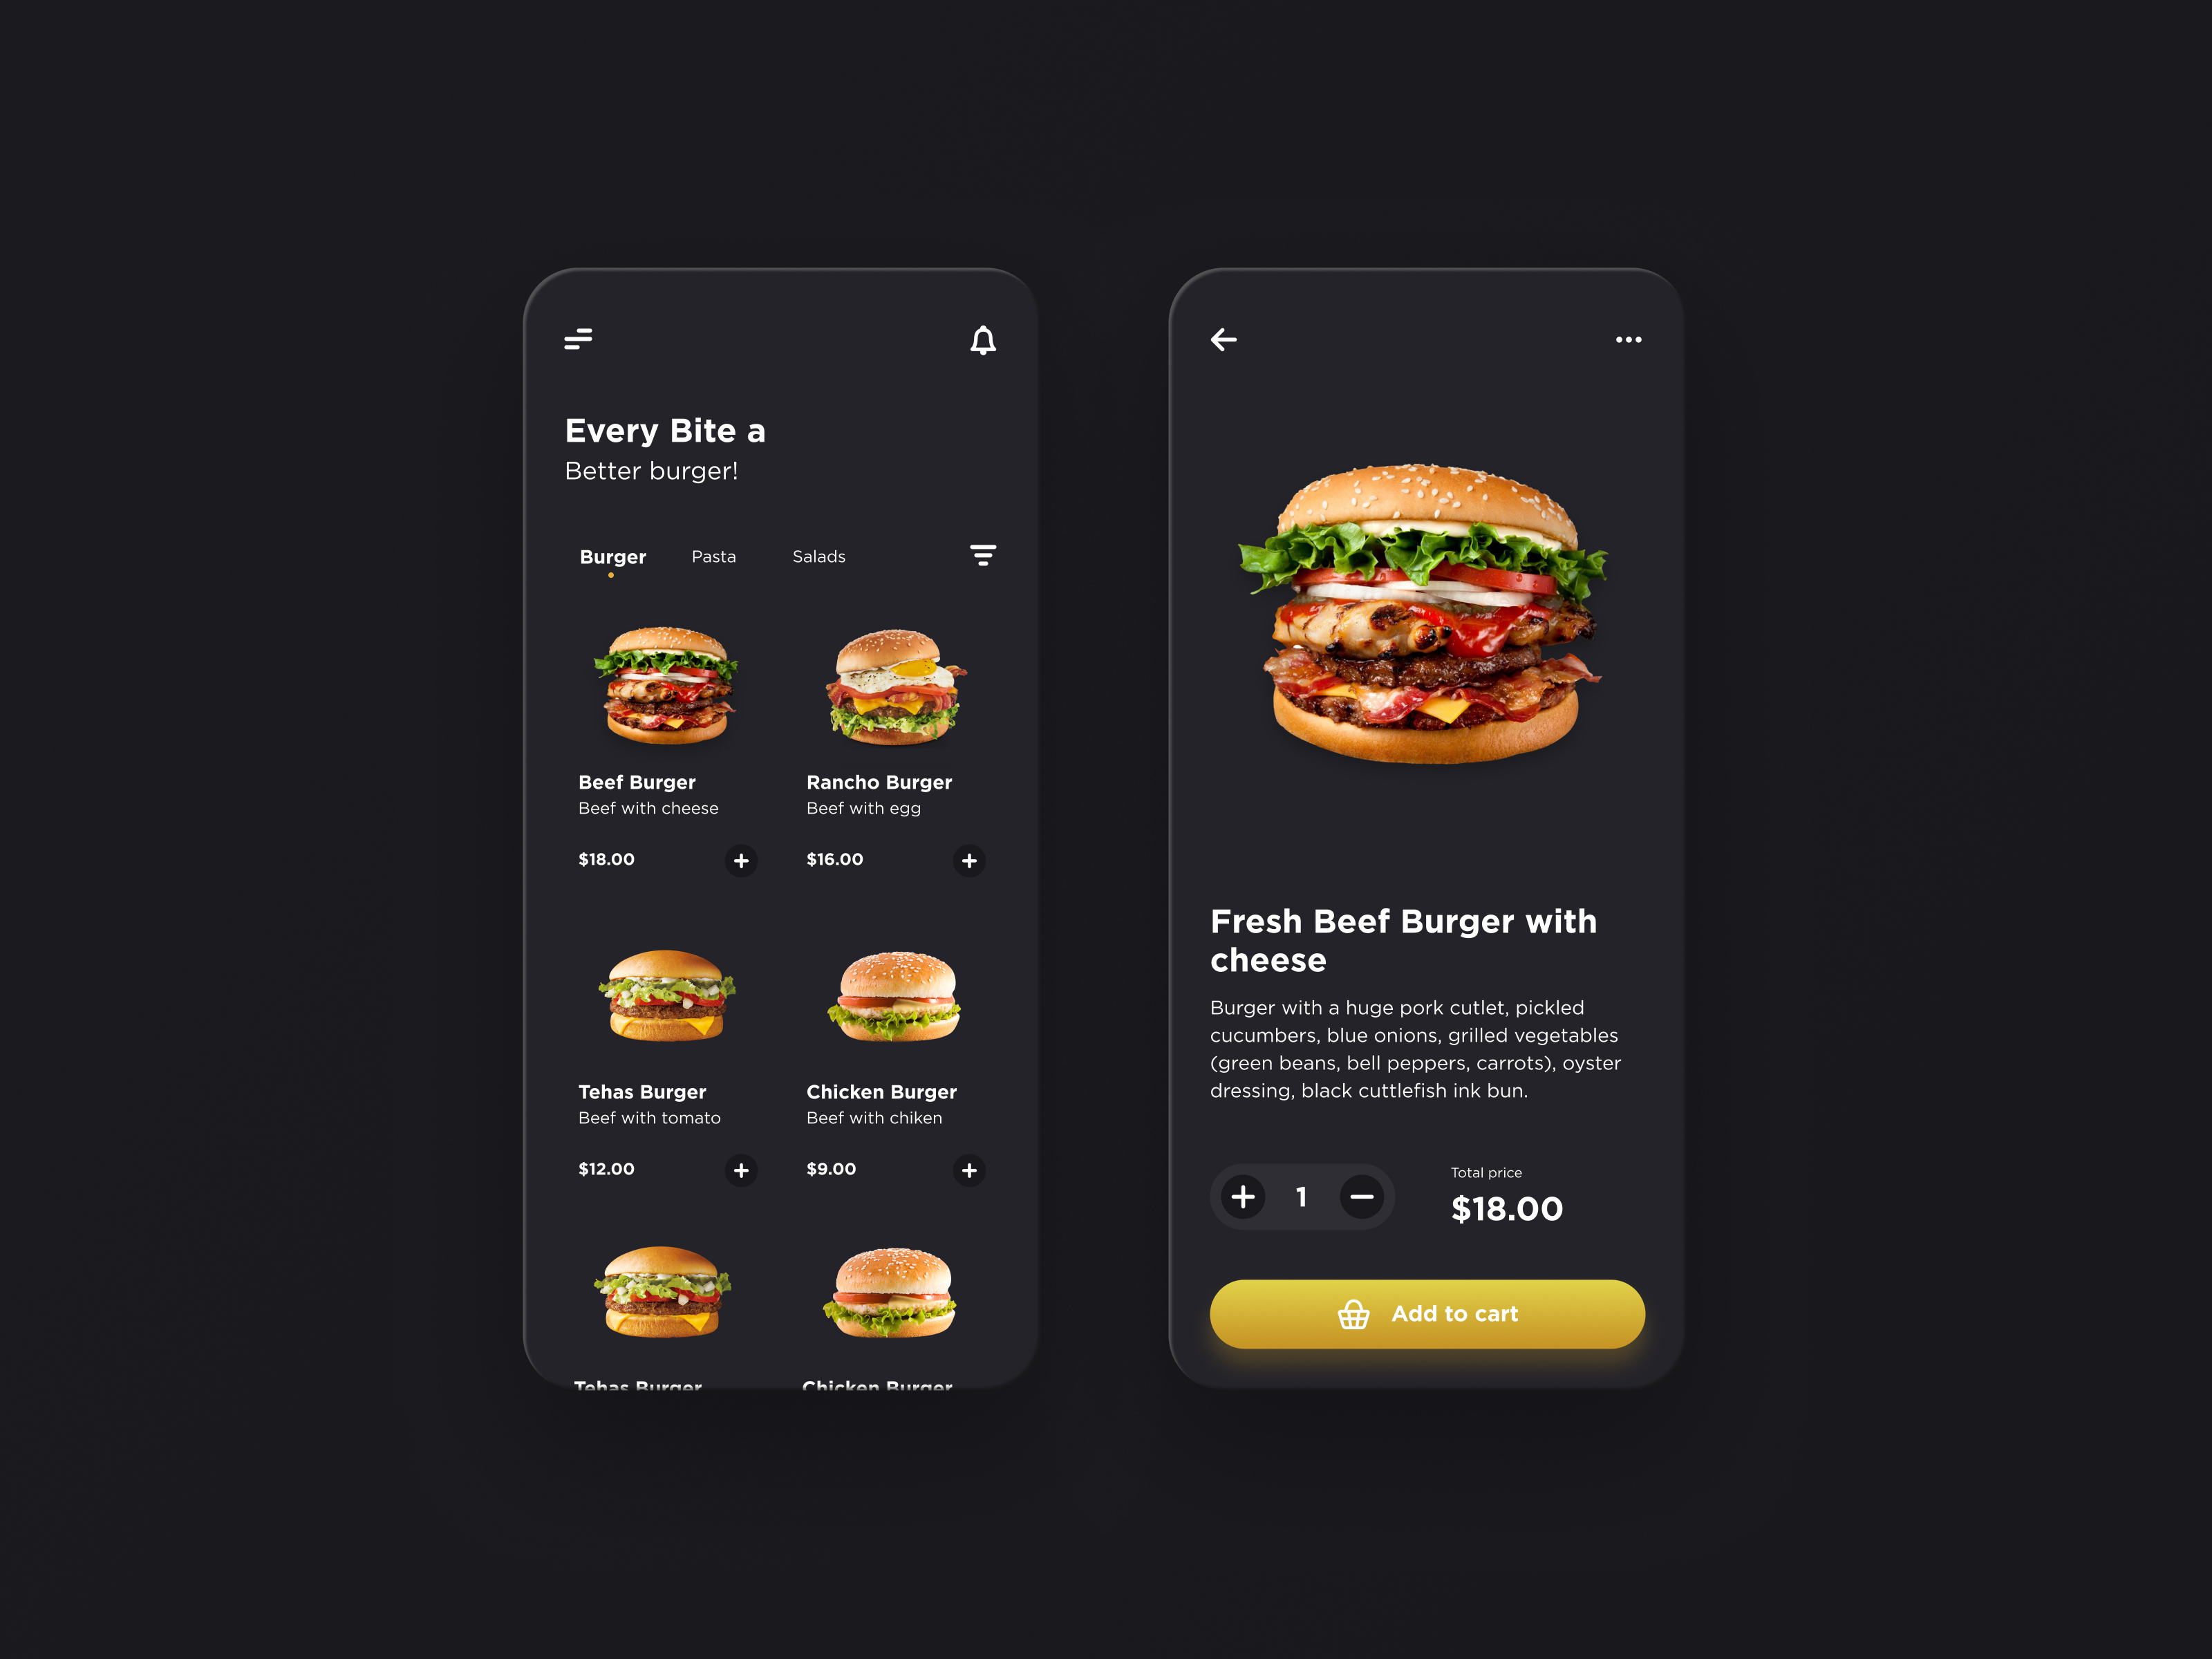 Every Bite a
Better burger!
Burger
Pasta
Salads
Beef Burger
Beef with cheese
$18.00
Rancho Burger
Beef with egg
$16.00
Tehas Burger
Beef with tomato
$12.00
Chicken Burger
Beef with chiken
$9.00
Tehas Burger
Chicken Burger
Fresh Beef Burger with
cheese
Burger with a huge pork cutlet, pickled
cucumbers, blue onions, grilled vegetables
(green beans, bell peppers, carrots), oyster
dressing, black cuttlefish ink bun.
1
Total price
$18.00
Add to cart